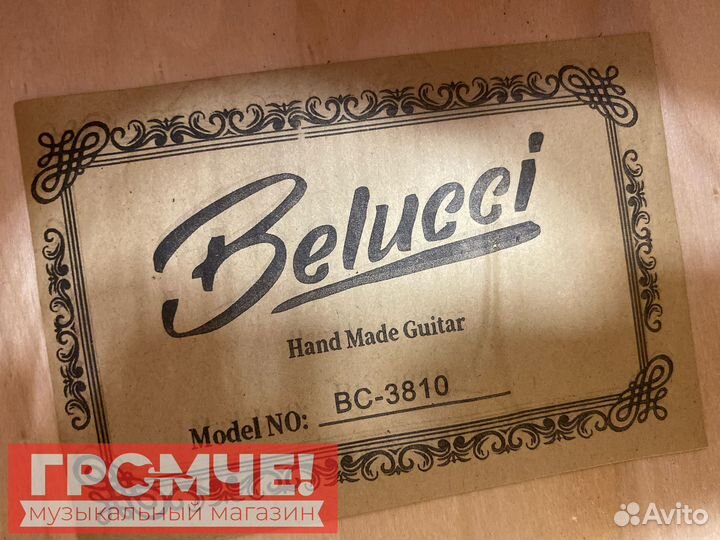 Belucci
Hand Made Guitar
Model NO: BC-3810
ГРОМЧЕ!
музыкальный магазин
Avito